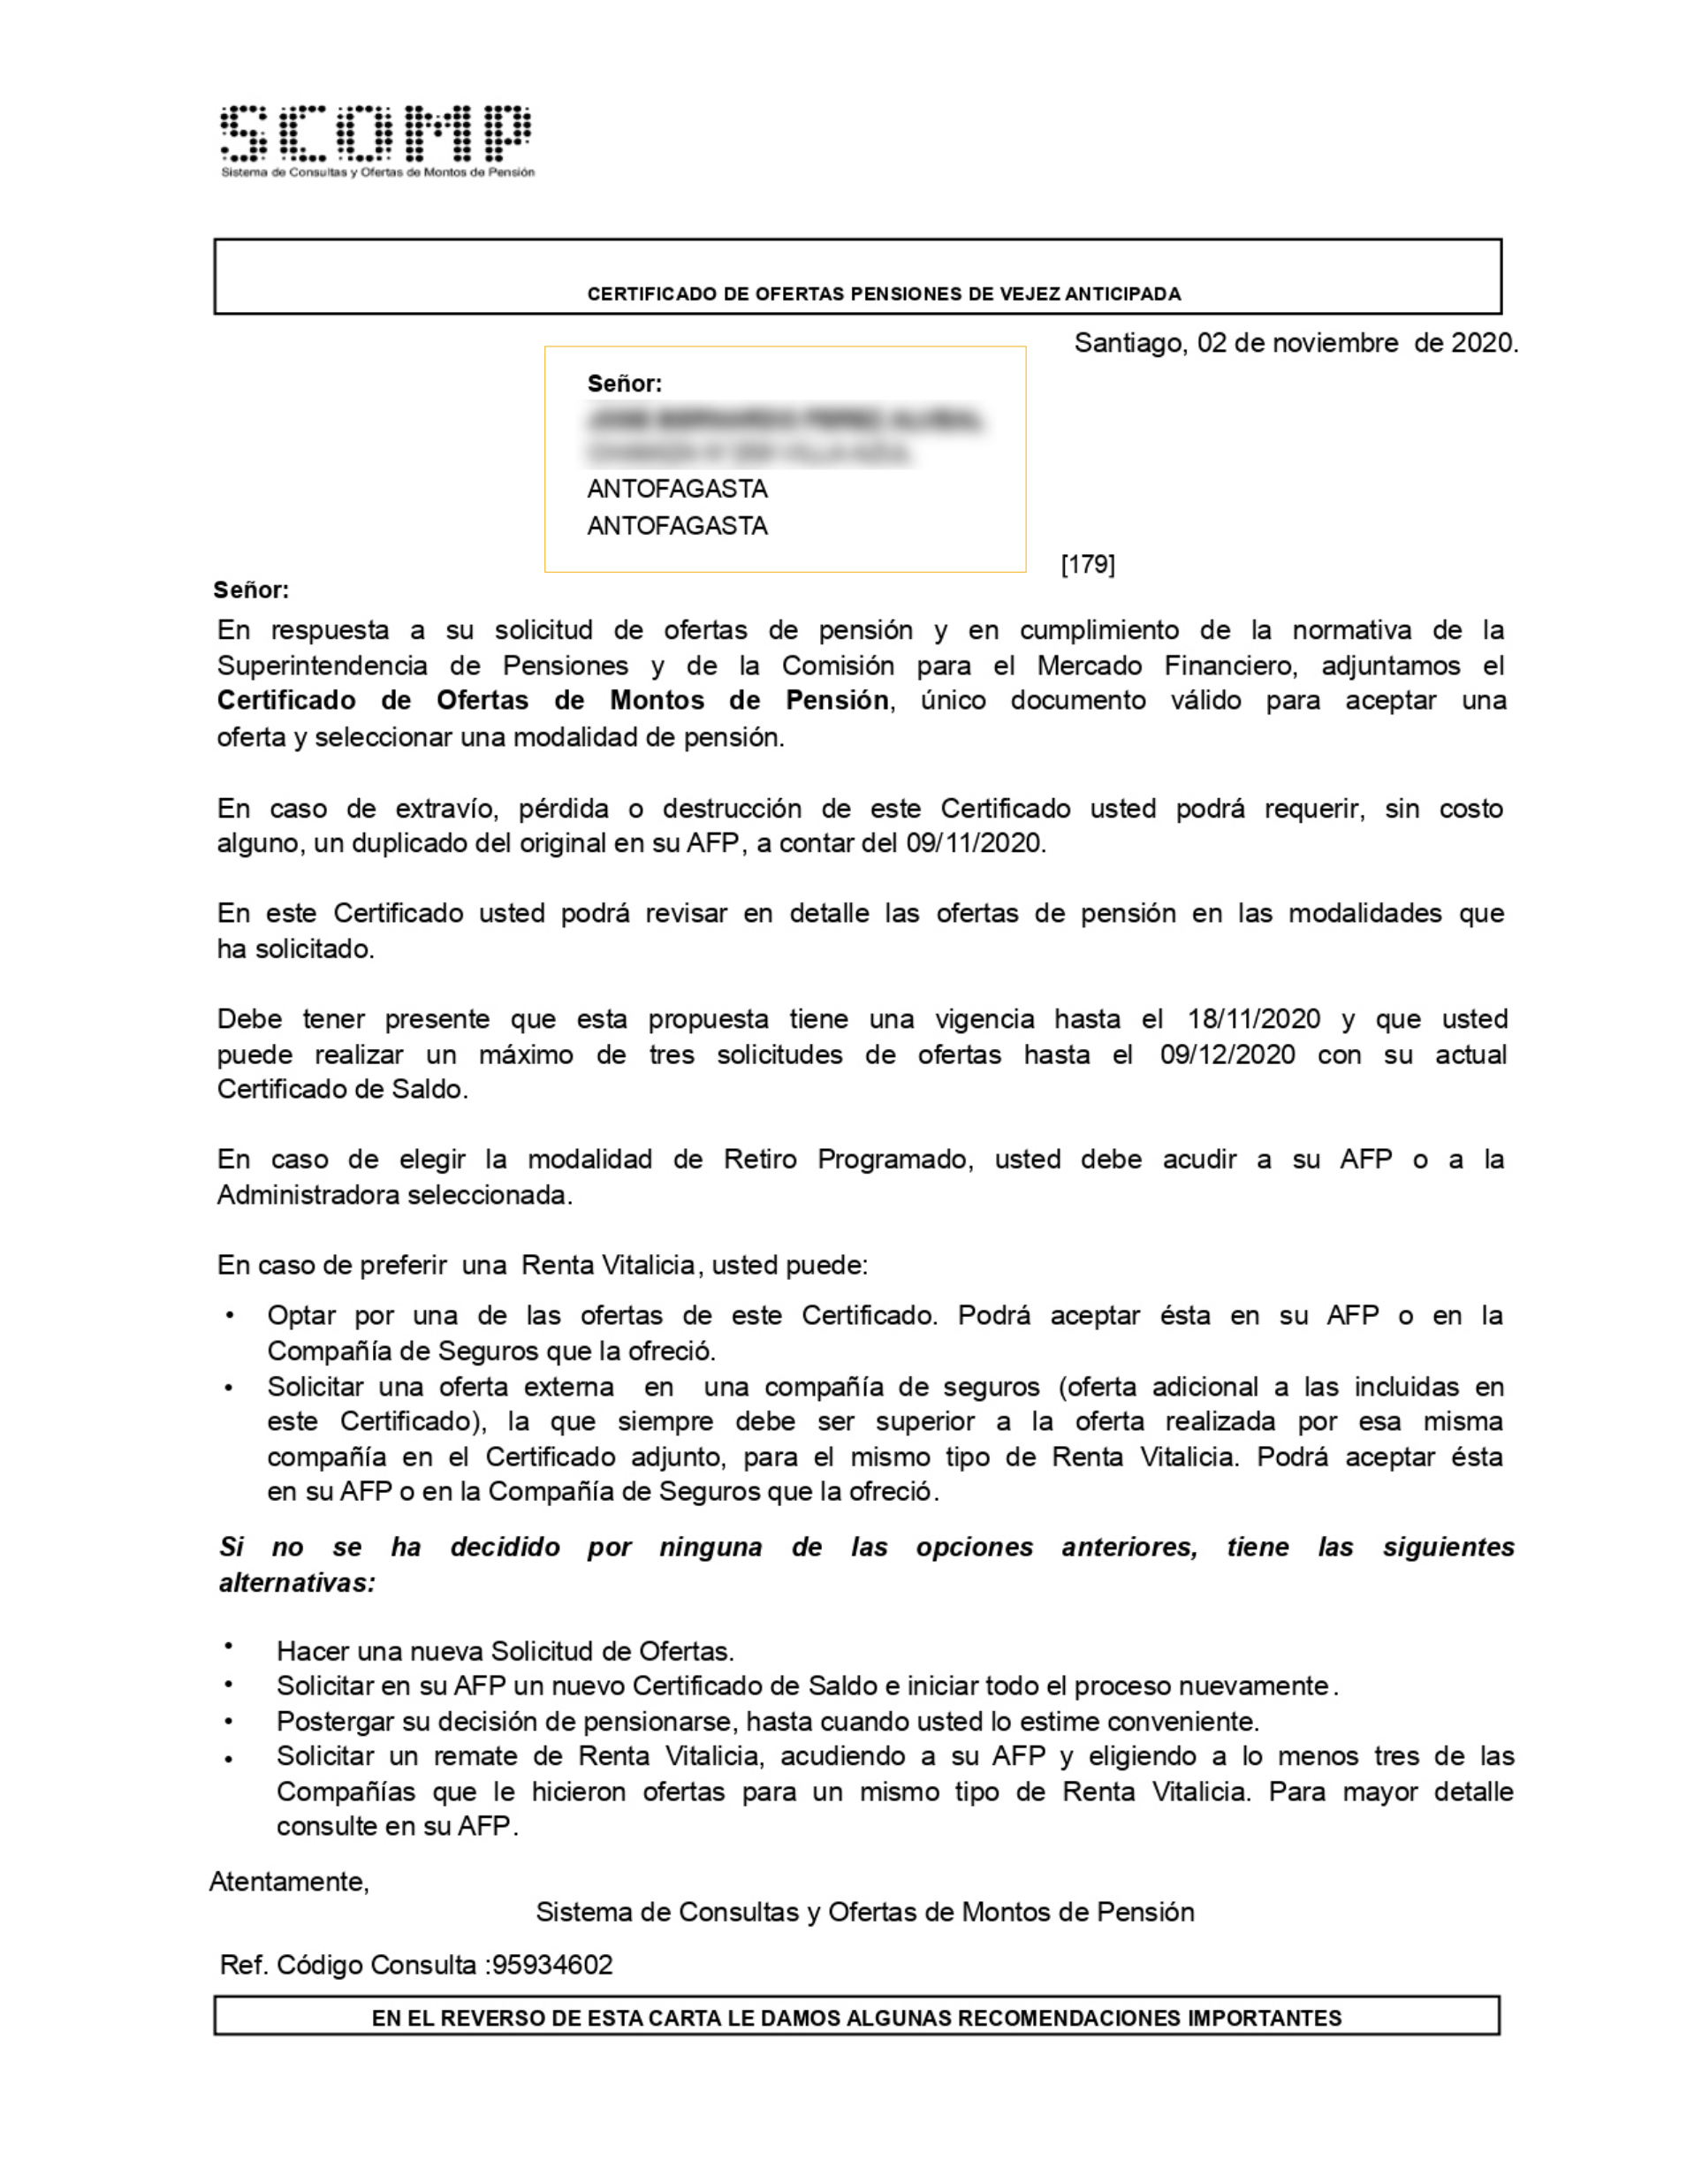 SCOMP
Sistema de Consultas y Ofertas de Montos de Pensión
CERTIFICADO DE OFERTAS PENSIONES DE VEJEZ ANTICIPADA
Santiago, 02 de noviembre de 2020.
Señor:
ANTOFAGASTA
ANTOFAGASTA
[179]
Señor:
En respuesta a su solicitud de ofertas de pensión y en cumplimiento de la normativa de la
Superintendencia de Pensiones y de la Comisión para el Mercado Financiero, adjuntamos el
Certificado de Ofertas de Montos de Pensión, único documento válido para aceptar una
oferta y seleccionar una modalidad de pensión.
En caso de extravío, pérdida o destrucción de este Certificado usted podrá requerir, sin costo
alguno, un duplicado del original en su AFP, a contar del 09/11/2020.
En este Certificado usted podrá revisar en detalle las ofertas de pensión en las modalidades que
ha solicitado.
Debe tener presente que esta propuesta tiene una vigencia hasta el 18/11/2020 y que usted
puede realizar un máximo de tres solicitudes de ofertas hasta el 09/12/2020 con su actual
Certificado de Saldo.
En caso de elegir la modalidad de Retiro Programado, usted debe acudir a su AFP o a la
Administradora seleccionada.
En caso de preferir una Renta Vitalicia, usted puede:
• Optar por una de las ofertas de este Certificado. Podrá aceptar ésta en su AFP o en la
Compañía de Seguros que la ofreció.
• Solicitar una oferta externa en una compañía de seguros (oferta adicional a las incluidas en
este Certificado), la que siempre debe ser superior a la oferta realizada por esa misma
compañía en el Certificado adjunto, para el mismo tipo de Renta Vitalicia. Podrá aceptar ésta
en su AFP o en la Compañía de Seguros que la ofreció.
Si no se ha decidido por ninguna de las opciones anteriores, tiene las siguientes
alternativas:
• Hacer una nueva Solicitud de Ofertas.
• Solicitar en su AFP un nuevo Certificado de Saldo e iniciar todo el proceso nuevamente.
• Postergar su decisión de pensionarse, hasta cuando usted lo estime conveniente.
• Solicitar un remate de Renta Vitalicia, acudiendo a su AFP y eligiendo a lo menos tres de las
Compañías que le hicieron ofertas para un mismo tipo de Renta Vitalicia. Para mayor detalle
consulte en su AFP.
Atentamente,
Sistema de Consultas y Ofertas de Montos de Pensión
Ref. Código Consulta :95934602
EN EL REVERSO DE ESTA CARTA LE DAMOS ALGUNAS RECOMENDACIONES IMPORTANTES